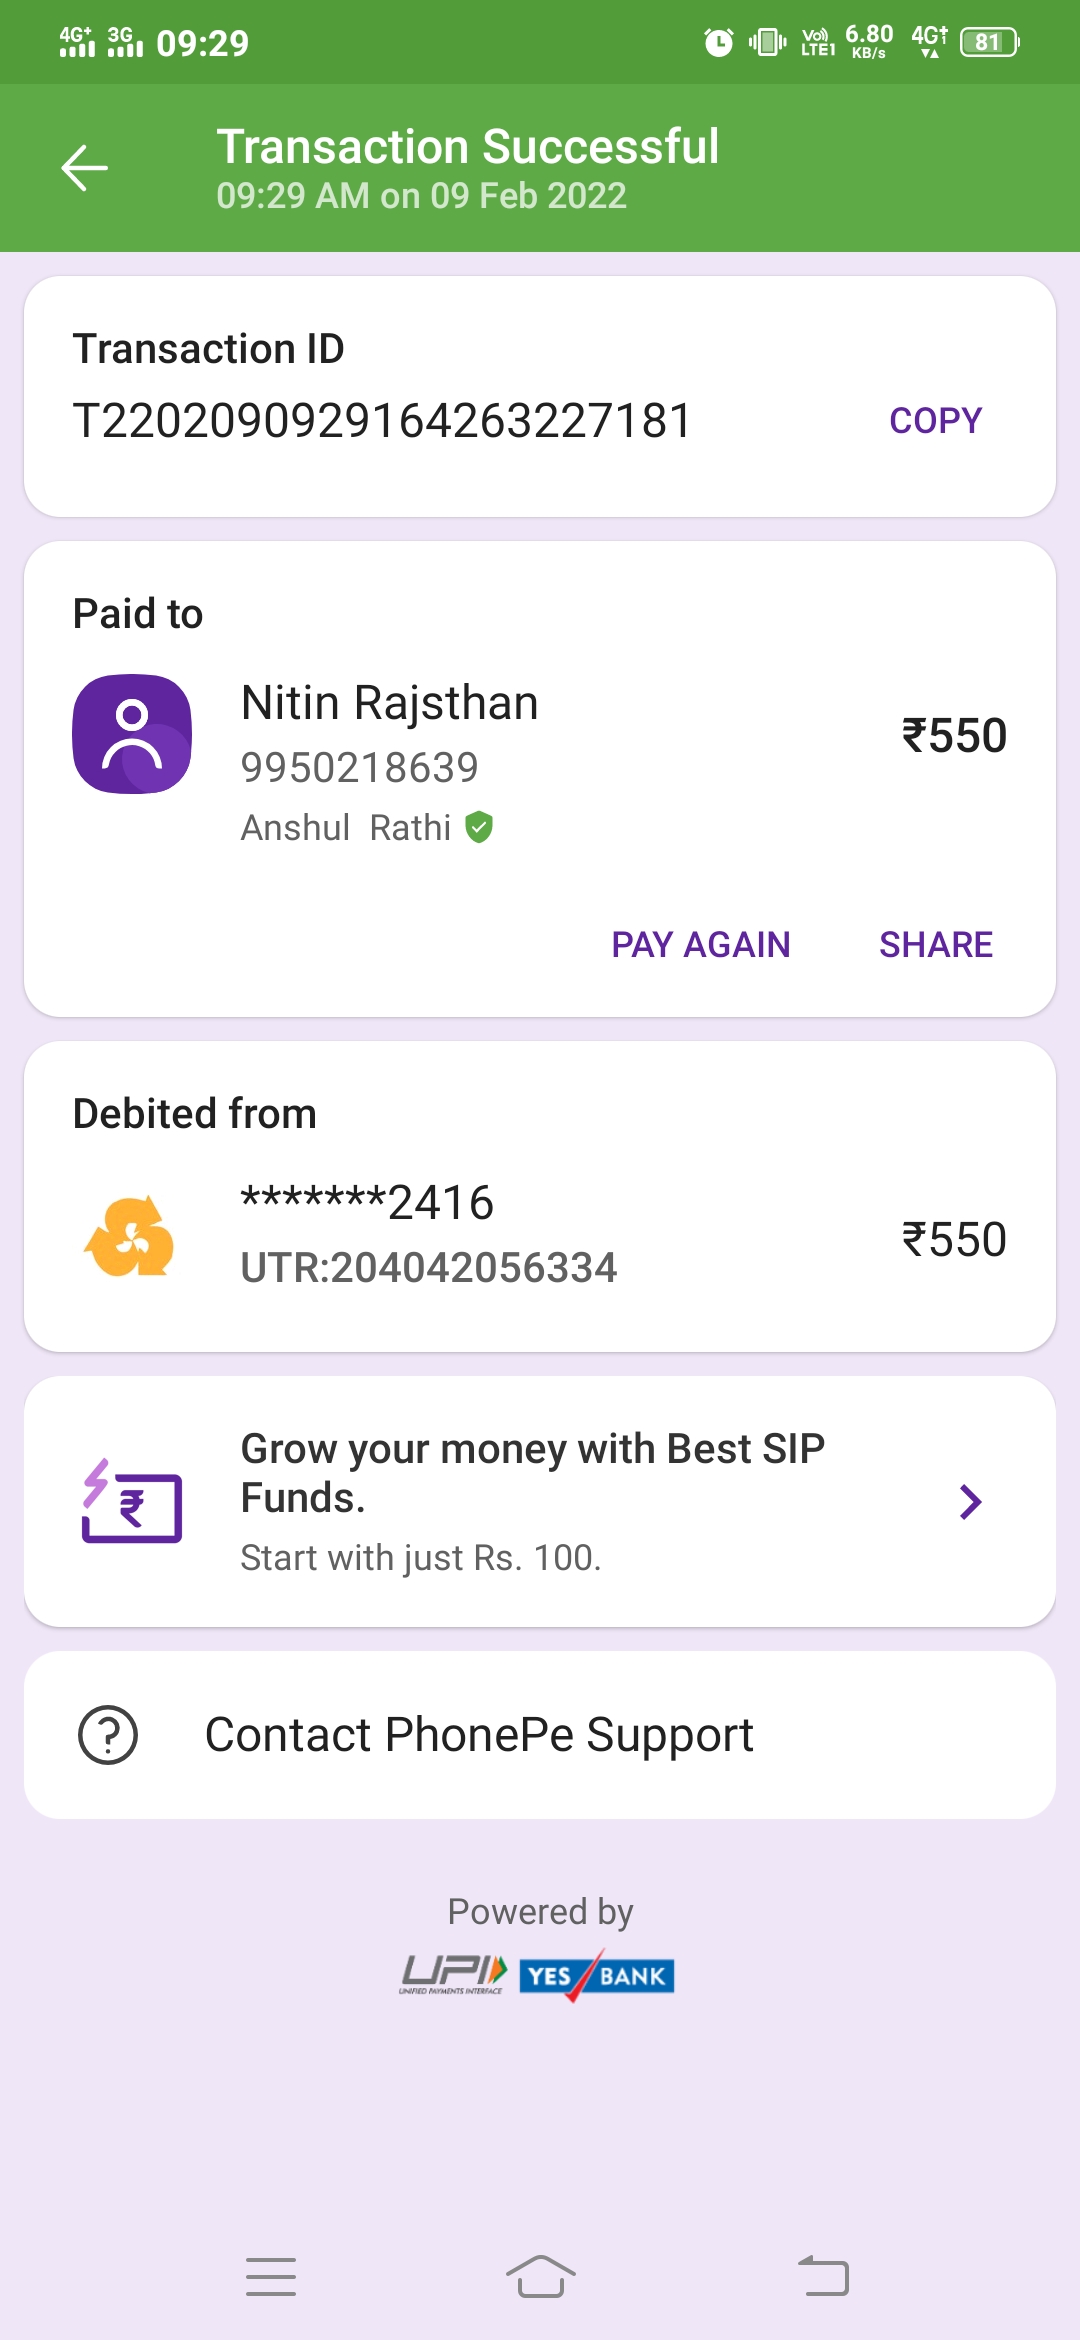 4G+ 3G 09:29 Vo) LTE1 6.80 KB/s 4G+ 81
Transaction Successful
09:29 AM on 09 Feb 2022
Transaction ID
T2202090929164263227181 COPY
Paid to
Nitin Rajsthan
9950218639
₹550
Anshul Rathi
PAY AGAIN SHARE
Debited from
*******2416
UTR:204042056334
₹550
Grow your money with Best SIP
Funds.
Start with just Rs. 100.
Contact PhonePe Support
Powered by
UPI YES BANK
UNIFIED PAYMENTS INTERFACE